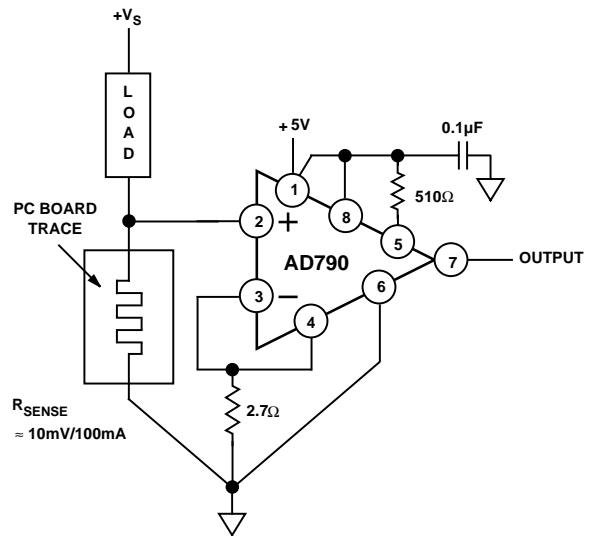 +VS
LOAD
+5V
0.1µF
1
510Ω
PC BOARD
TRACE
2
+
8
5
AD790
7
OUTPUT
3
–
6
4
RSENSE
≈ 10mV/100mA
2.7Ω